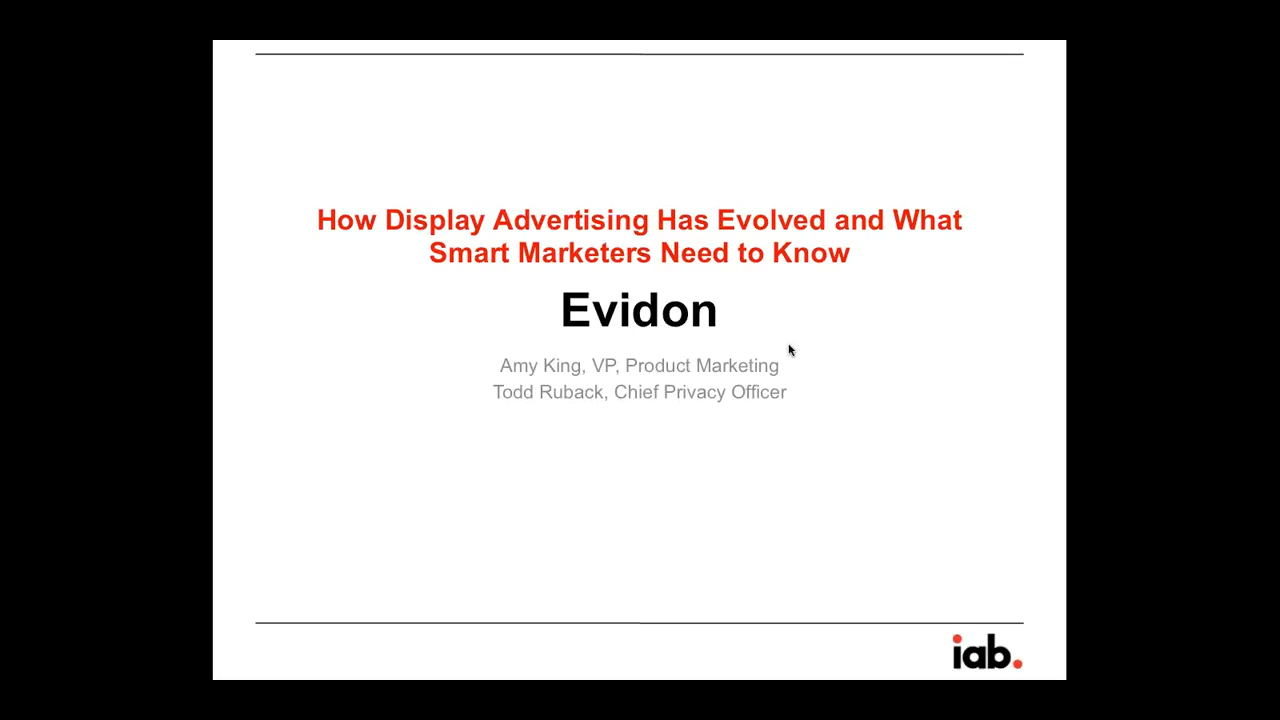 How Display Advertising Has Evolved and What
Smart Marketers Need to Know
Evidon
Amy King, VP, Product Marketing
Todd Ruback, Chief Privacy Officer
iab.